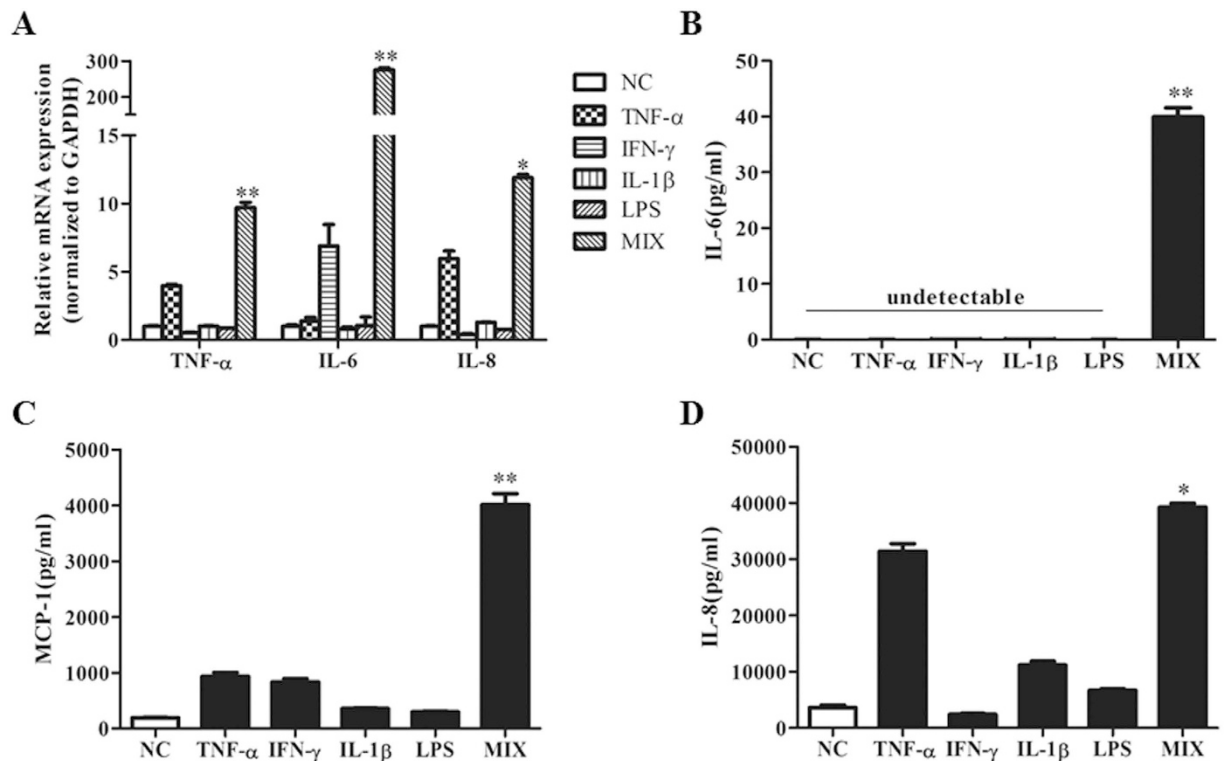 A
Relative mRNA expression
(normalized to GAPDH)
300
200
15
10
5
0
**
**
*
TNF-α
IL-6
IL-8
NC
TNF-α
IFN-γ
IL-1β
LPS
MIX
B
IL-6(pg/ml)
50
40
30
20
10
0
undetectable
**
NC TNF-α IFN-γ IL-1β LPS MIX
C
MCP-1(pg/ml)
5000
4000
3000
2000
1000
0
**
NC TNF-α IFN-γ IL-1β LPS MIX
D
IL-8(pg/ml)
50000
40000
30000
20000
10000
0
*
NC TNF-α IFN-γ IL-1β LPS MIX